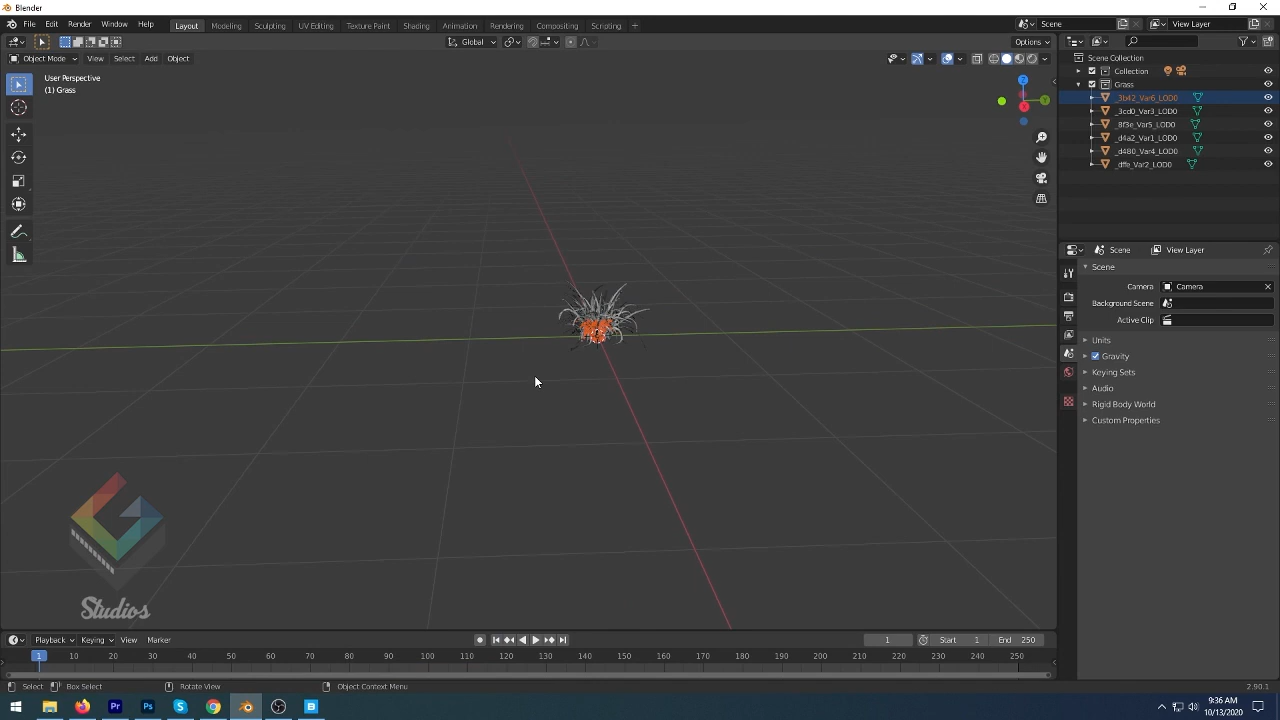 Blender
File Edit Render Window Help Layout Modeling Sculpting UV Editing Texture Paint Shading Animation Rendering Compositing Scripting + Scene View Layer
Global Options
Object Mode View Select Add Object
User Perspective
(1) Grass
Z
Y
X
Scene Collection
Collection
Grass
_3b42_Var6_LOD0
_3cd0_Var3_LOD0
_8f3e_Var5_LOD0
_d4a2_Var1_LOD0
_d480_Var4_LOD0
_dffe_Var2_LOD0
Scene View Layer
Scene
Camera Camera
Background Scene
Active Clip
Units
Gravity
Keying Sets
Audio
Rigid Body World
Custom Properties
Studios
Playback Keying View Marker 1 Start 1 End 250
1 10 20 30 40 50 60 70 80 90 100 110 120 130 140 150 160 170 180 190 200 210 220 230 240 250
Select Box Select Rotate View Object Context Menu 2.90.1
Pr Ps S B
9:36 AM
10/13/2020